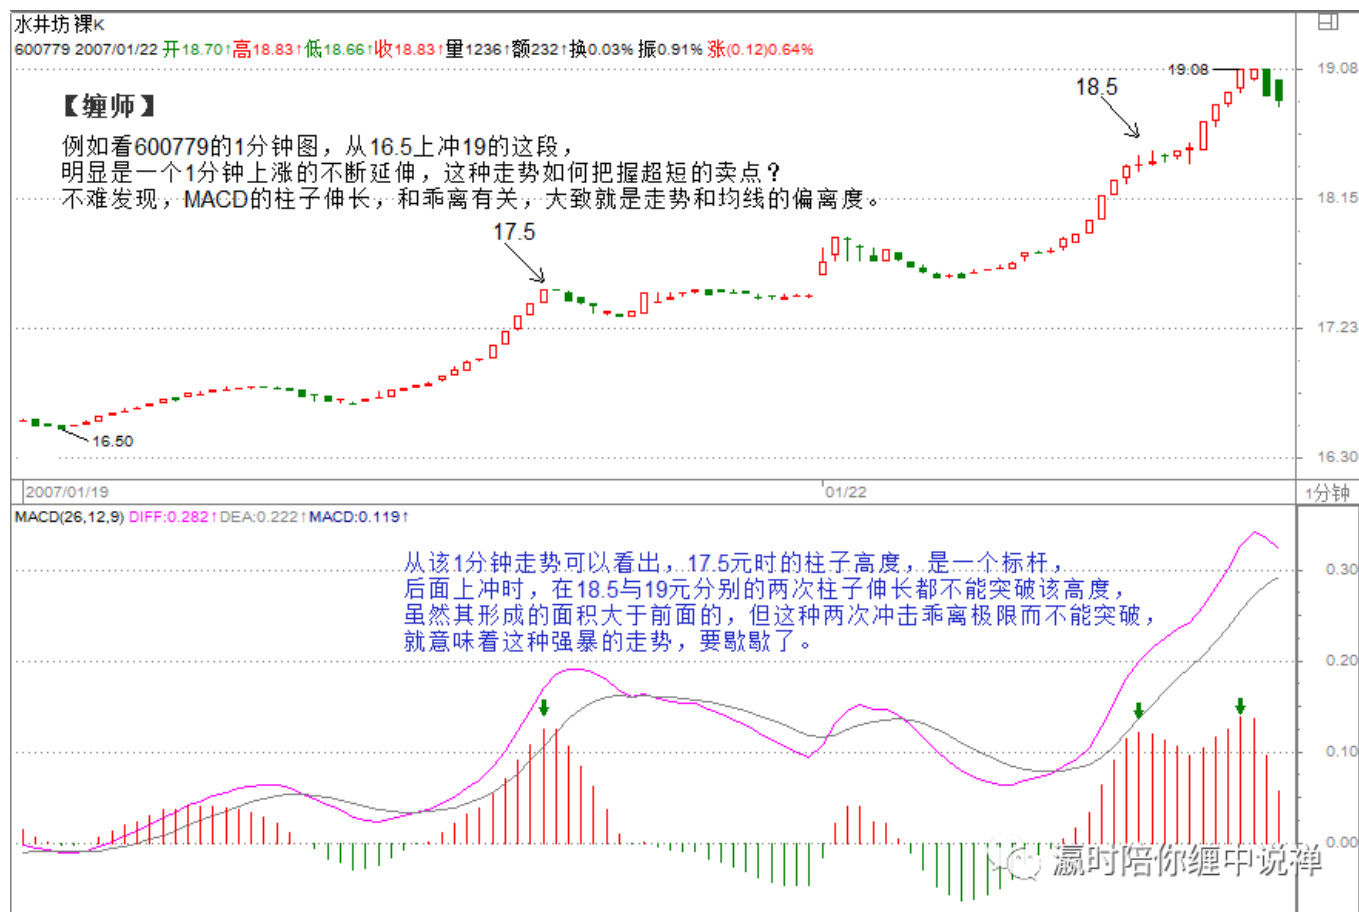 水井坊 裸K
600779 2007/01/22 开18.70↑高18.83↑低18.66↑收18.83↑量1236↑额232↑换0.03% 振0.91% 涨(0.12)0.64%
19.08
19.08
18.5
【缠师】
例如看600779的1分钟图，从16.5上冲19的这段，
明显是一个1分钟上涨的不断延伸，这种走势如何把握超短的卖点？
不难发现，MACD的柱子伸长，和乖离有关，大致就是走势和均线的偏离度。
18.15
17.5
17.23
16.50
16.30
2007/01/19
01/22
1分钟
MACD(26,12,9) DIFF:0.282↑DEA:0.222↑MACD:0.119↑
从该1分钟走势可以看出，17.5元时的柱子高度，是一个标杆，
后面上冲时，在18.5与19元分别的两次柱子伸长都不能突破该高度，
虽然其形成的面积大于前面的，但这种两次冲击乖离极限而不能突破，
就意味着这种强暴的走势，要歇歇了。
0.30
0.20
0.10
0.00
瀛时陪你缠中说禅